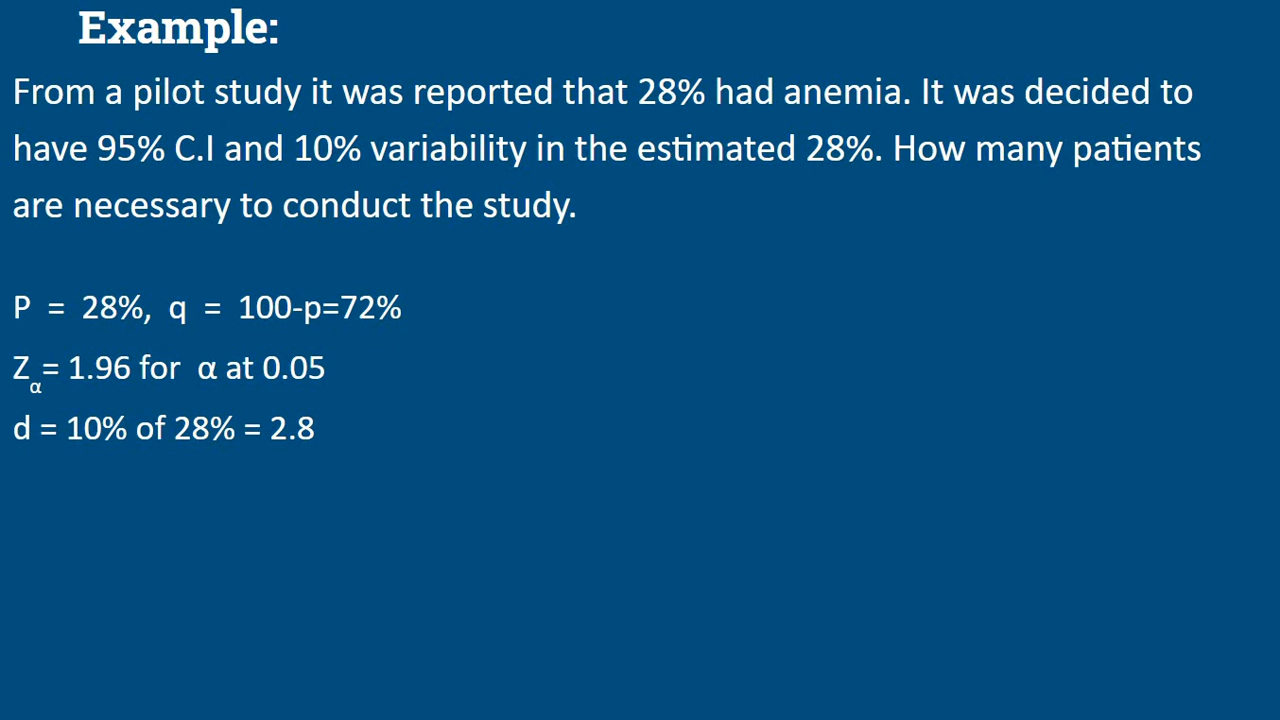 Example:
From a pilot study it was reported that 28% had anemia. It was decided to
have 95% C.I and 10% variability in the estimated 28%. How many patients
are necessary to conduct the study.
P = 28%, q = 100-p=72%
Zα= 1.96 for α at 0.05
d = 10% of 28% = 2.8